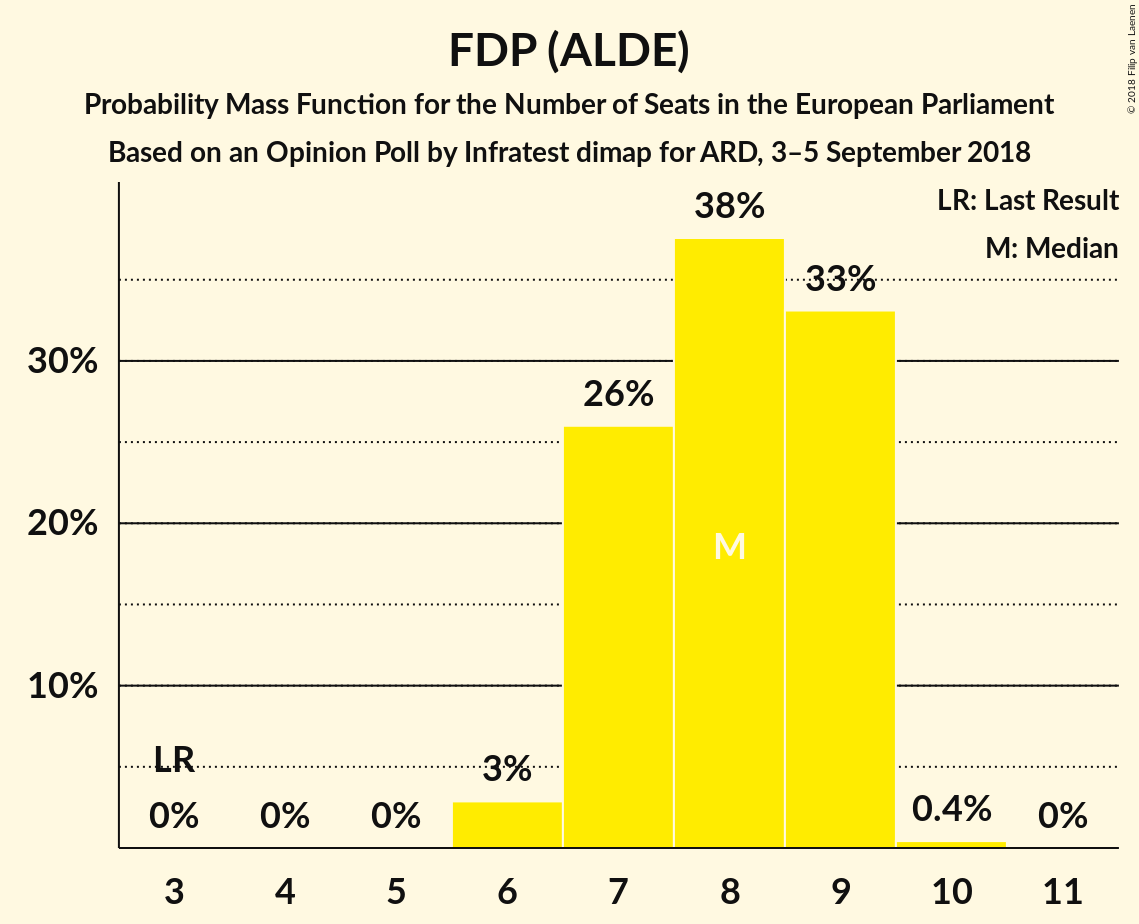 FDP (ALDE)
Probability Mass Function for the Number of Seats in the European Parliament
Based on an Opinion Poll by Infratest dimap for ARD, 3–5 September 2018
© 2018 Filip van Laenen
LR: Last Result
M: Median
38%
33%
30%
26%
20%
M
10%
LR
0%
0%
0%
3%
0.4%
0%
3 4 5 6 7 8 9 10 11